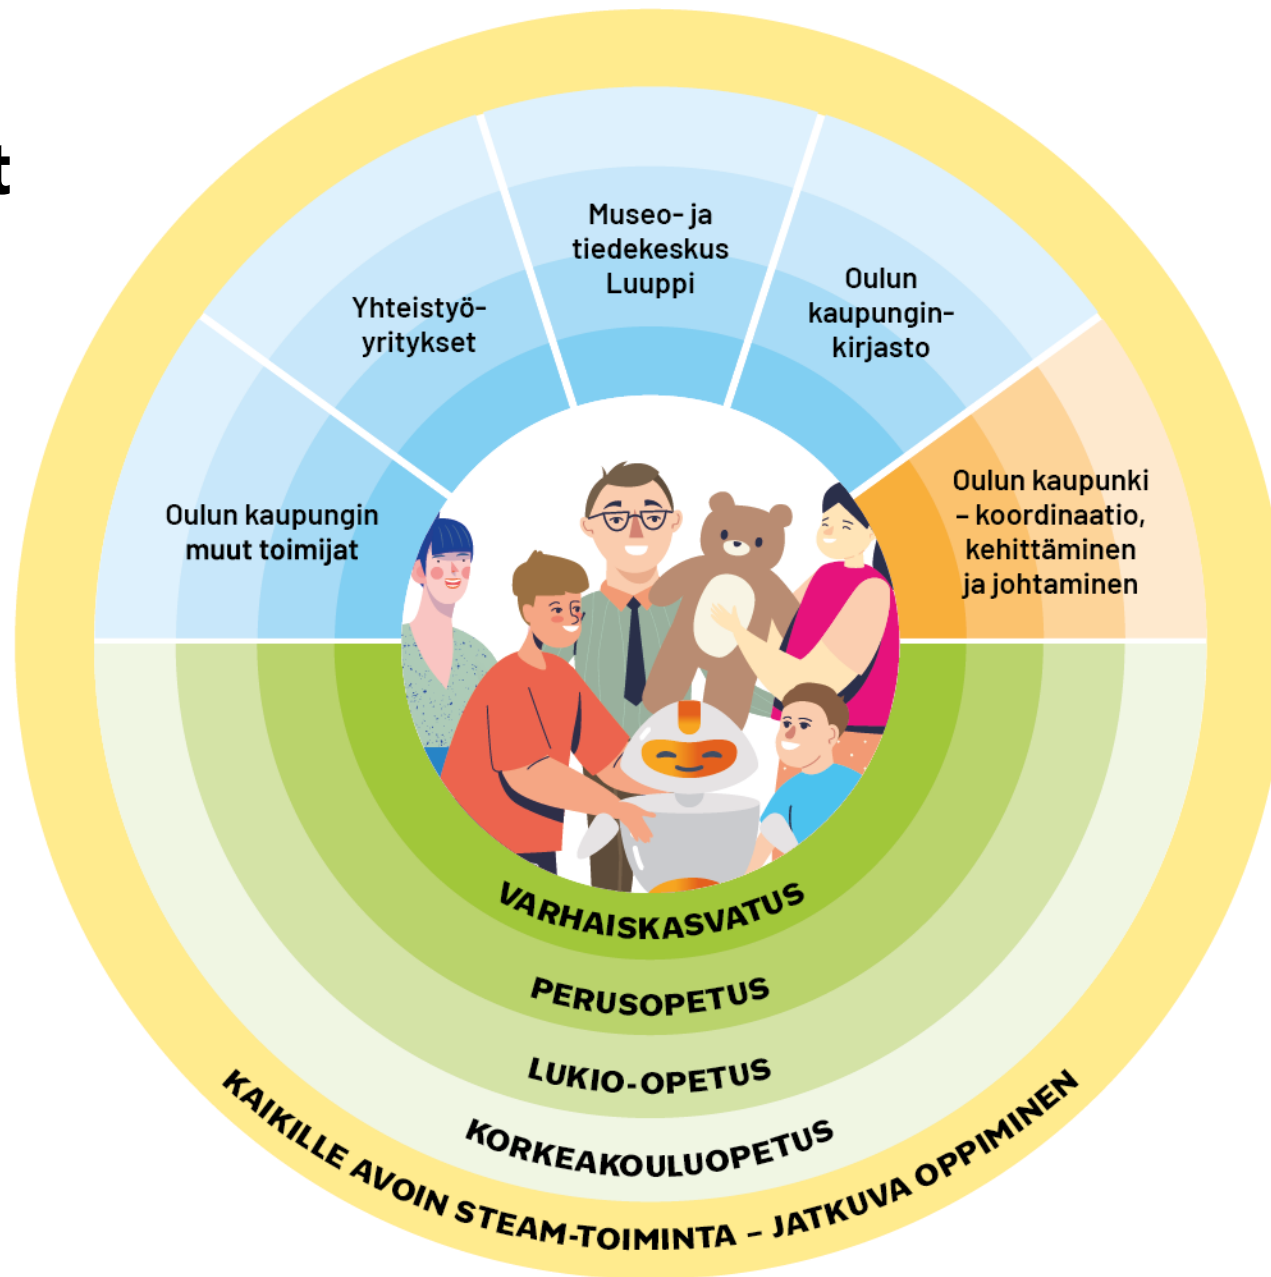 t
Museo- ja
tiedekeskus
Luuppi
Yhteistyö-
yritykset
Oulun
kaupungin-
kirjasto
Oulun kaupungin
muut toimijat
Oulun kaupunki
– koordinaatio,
kehittäminen
ja johtaminen
VARHAISKASVATUS
PERUSOPETUS
LUKIO-OPETUS
KORKEAKOULUOPETUS
KAIKILLE AVOIN STEAM-TOIMINTA – JATKUVA OPPIMINEN